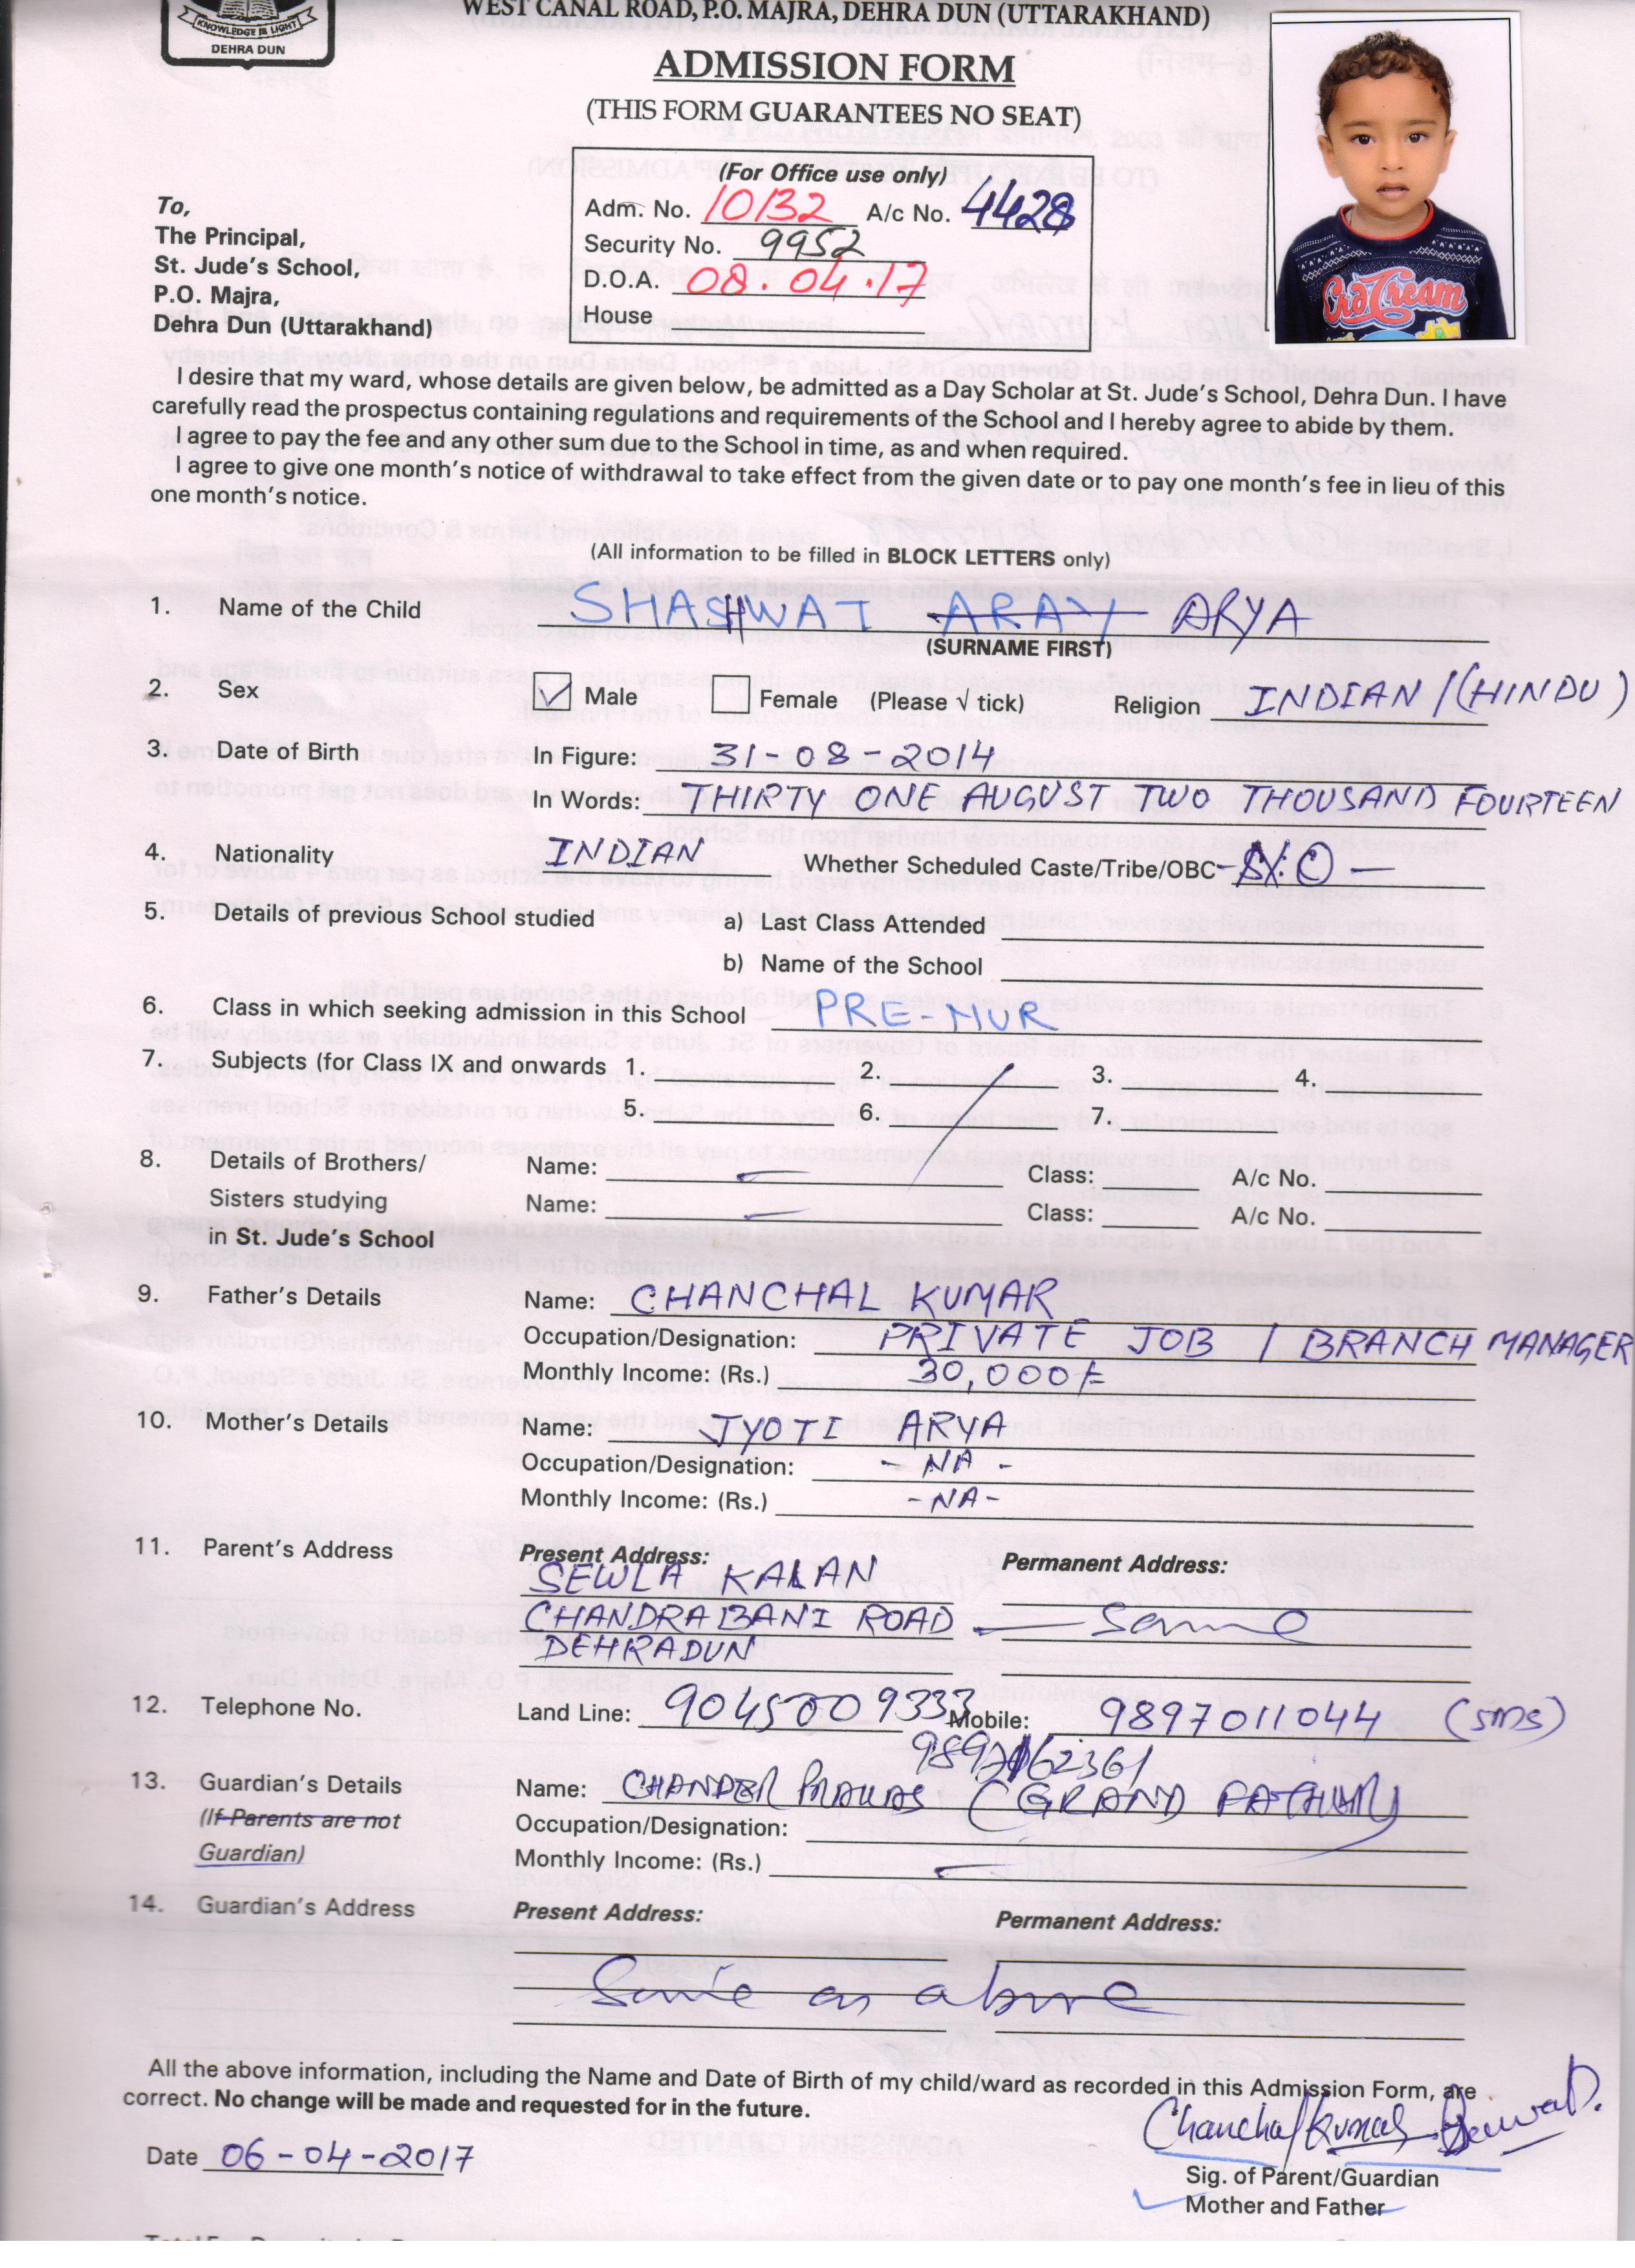 KNOWLEDGE IS LIGHT
DEHRA DUN
WEST CANAL ROAD, P.O. MAJRA, DEHRA DUN (UTTARAKHAND)
ADMISSION FORM
(THIS FORM GUARANTEES NO SEAT)
(For Office use only)
Adm. No. 10132 A/c No. 4428
Security No. 9952
D.O.A. 08.04.17
House
To,
The Principal,
St. Jude's School,
P.O. Majra,
Dehra Dun (Uttarakhand)
I desire that my ward, whose details are given below, be admitted as a Day Scholar at St. Jude's School, Dehra Dun. I have
carefully read the prospectus containing regulations and requirements of the School and I hereby agree to abide by them.
I agree to pay the fee and any other sum due to the School in time, as and when required.
I agree to give one month's notice of withdrawal to take effect from the given date or to pay one month's fee in lieu of this
one month's notice.
(All information to be filled in BLOCK LETTERS only)
1. Name of the Child SHASHWAT ARAY ARYA
(SURNAME FIRST)
2. Sex Male Female (Please √ tick) Religion INDIAN / (HINDU)
3. Date of Birth In Figure: 31-08-2014
In Words: THIRTY ONE AUGUST TWO THOUSAND FOURTEEN
4. Nationality INDIAN Whether Scheduled Caste/Tribe/OBC
5. Details of previous School studied a) Last Class Attended
b) Name of the School
6. Class in which seeking admission in this School PRE-NUR
7. Subjects (for Class IX and onwards 1. 2. 3. 4.
5. 6. 7.
8. Details of Brothers/ Name: Class: A/c No.
Sisters studying Name: Class: A/c No.
in St. Jude's School
9. Father's Details Name: CHANCHAL KUMAR
Occupation/Designation: PRIVATE JOB / BRANCH MANAGER
Monthly Income: (Rs.) 30,000/-
10. Mother's Details Name: JYOTI ARYA
Occupation/Designation: - NA -
Monthly Income: (Rs.) - NA -
11. Parent's Address Present Address: Permanent Address:
SEWLA KALAN
CHANDRABANI ROAD Same
DEHRADUN
12. Telephone No. Land Line: 9045009333 Mobile: 9897011044 (SMS)
13. Guardian's Details Name: CHANDER PRAKAS (GRAND FATHER)
(If Parents are not Occupation/Designation:
Guardian) Monthly Income: (Rs.)
14. Guardian's Address Present Address: Permanent Address:
Same as above
All the above information, including the Name and Date of Birth of my child/ward as recorded in this Admission Form, are
correct. No change will be made and requested for in the future.
Chanchal Kumar
Date 06-04-2017
Sig. of Parent/Guardian
Mother and Father